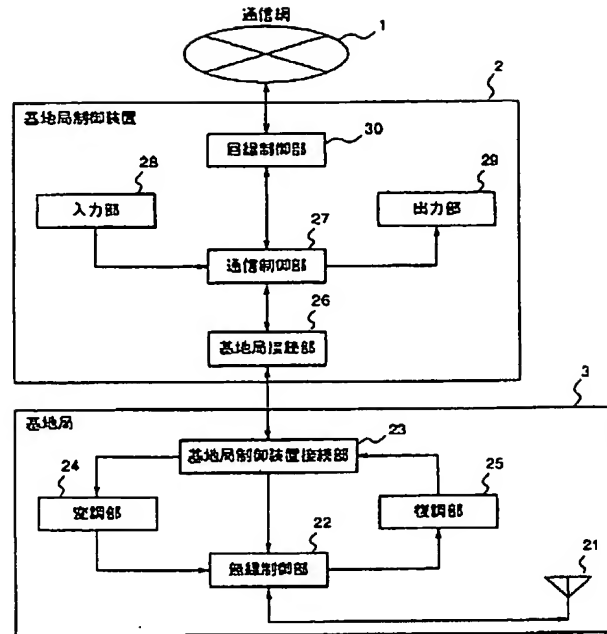 通信網
1
2
基地局制御装置
回線制御部
30
28
入力部
29
出力部
27
通信制御部
26
基地局接続部
3
基地局
23
基地局制御装置接続部
24
変調部
25
復調部
22
無線制御部
21